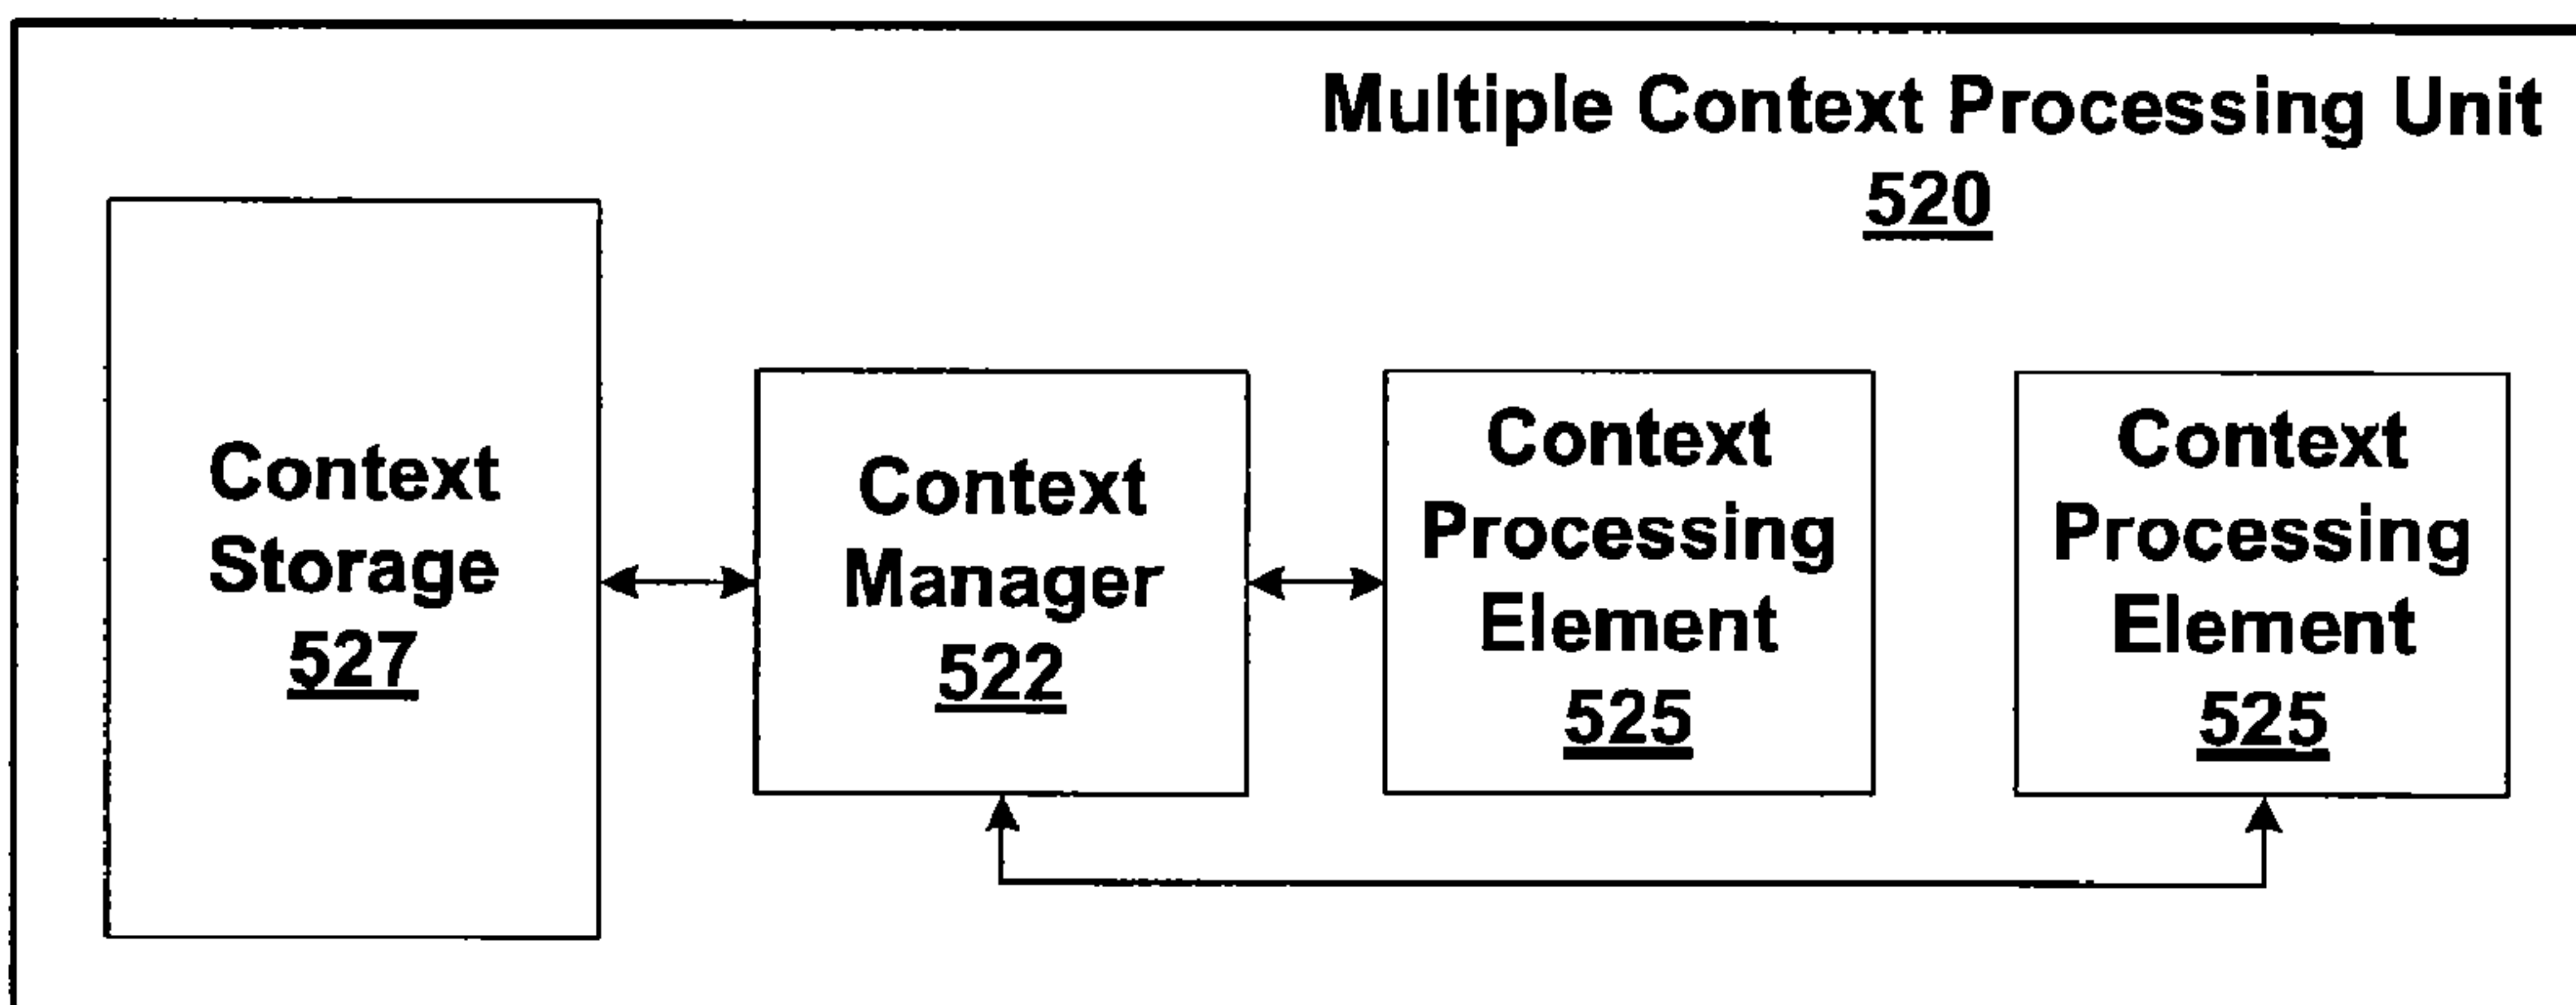 Multiple Context Processing Unit
520
Context
Storage
527
Context
Manager
522
Context
Processing
Element
525
Context
Processing
Element
525